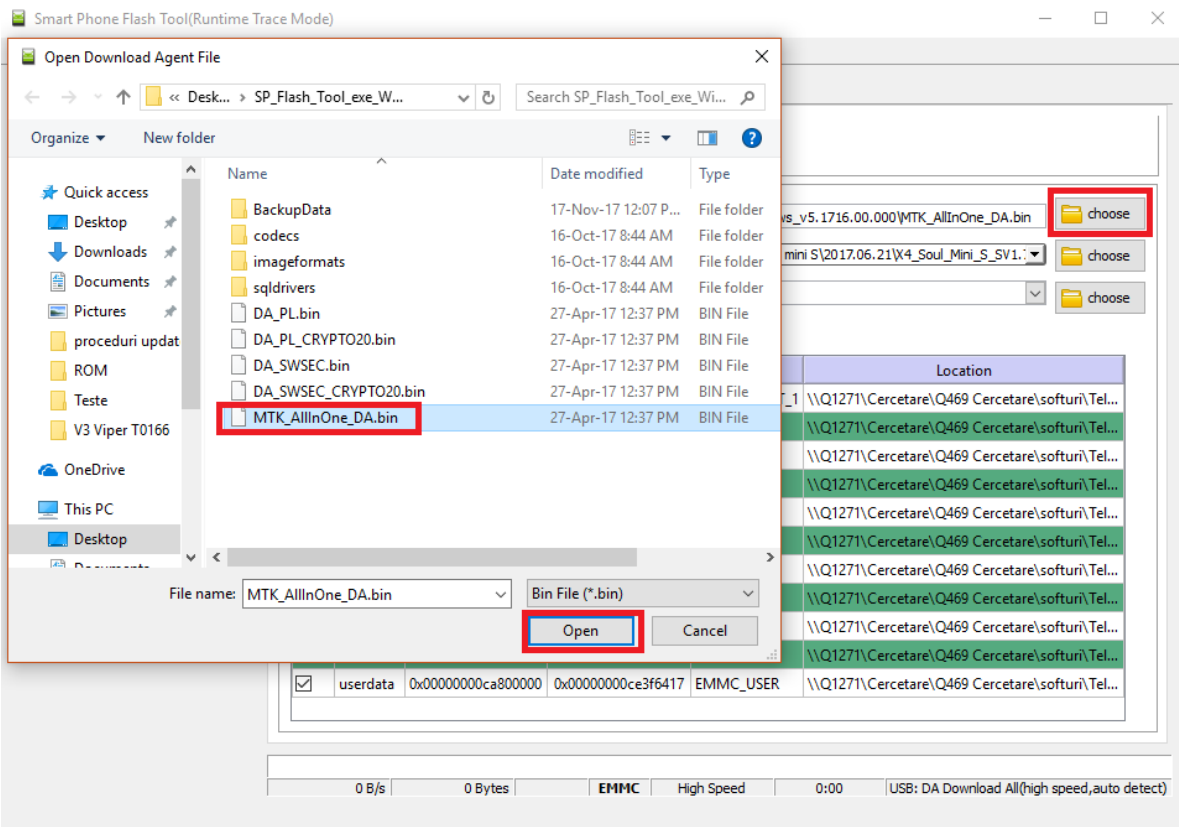 Smart Phone Flash Tool(Runtime Trace Mode)
Open Download Agent File
« Desk... › SP_Flash_Tool_exe_W...
Search SP_Flash_Tool_exe_Wi...
Organize
New folder
Name
Date modified
Type
Quick access
Desktop
Downloads
Documents
Pictures
proceduri updat
ROM
Teste
V3 Viper T0166
OneDrive
This PC
Desktop
BackupData 17-Nov-17 12:07 P... File folder
codecs 16-Oct-17 8:44 AM File folder
imageformats 16-Oct-17 8:44 AM File folder
sqldrivers 16-Oct-17 8:44 AM File folder
DA_PL.bin 27-Apr-17 12:37 PM BIN File
DA_PL_CRYPTO20.bin 27-Apr-17 12:37 PM BIN File
DA_SWSEC.bin 27-Apr-17 12:37 PM BIN File
DA_SWSEC_CRYPTO20.bin 27-Apr-17 12:37 PM BIN File
MTK_AllInOne_DA.bin 27-Apr-17 12:37 PM BIN File
File name: MTK_AllInOne_DA.bin
Bin File (*.bin)
Open
Cancel
ws_v5.1716.00.000\MTK_AllInOne_DA.bin
choose
mini S\2017.06.21\X4_Soul_Mini_S_SV1.
choose
choose
Location
T_1 \\Q1271\Cercetare\Q469 Cercetare\softuri\Tel...
\\Q1271\Cercetare\Q469 Cercetare\softuri\Tel...
\\Q1271\Cercetare\Q469 Cercetare\softuri\Tel...
\\Q1271\Cercetare\Q469 Cercetare\softuri\Tel...
\\Q1271\Cercetare\Q469 Cercetare\softuri\Tel...
\\Q1271\Cercetare\Q469 Cercetare\softuri\Tel...
\\Q1271\Cercetare\Q469 Cercetare\softuri\Tel...
\\Q1271\Cercetare\Q469 Cercetare\softuri\Tel...
\\Q1271\Cercetare\Q469 Cercetare\softuri\Tel...
\\Q1271\Cercetare\Q469 Cercetare\softuri\Tel...
userdata 0x00000000ca800000 0x00000000ce3f6417 EMMC_USER \\Q1271\Cercetare\Q469 Cercetare\softuri\Tel...
0 B/s 0 Bytes EMMC High Speed 0:00 USB: DA Download All(high speed,auto detect)